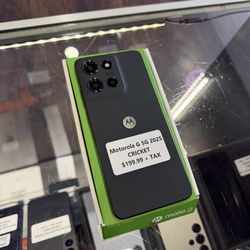 Motorola G 5G 2025
CRICKET
$199.99 + TAX
moto g